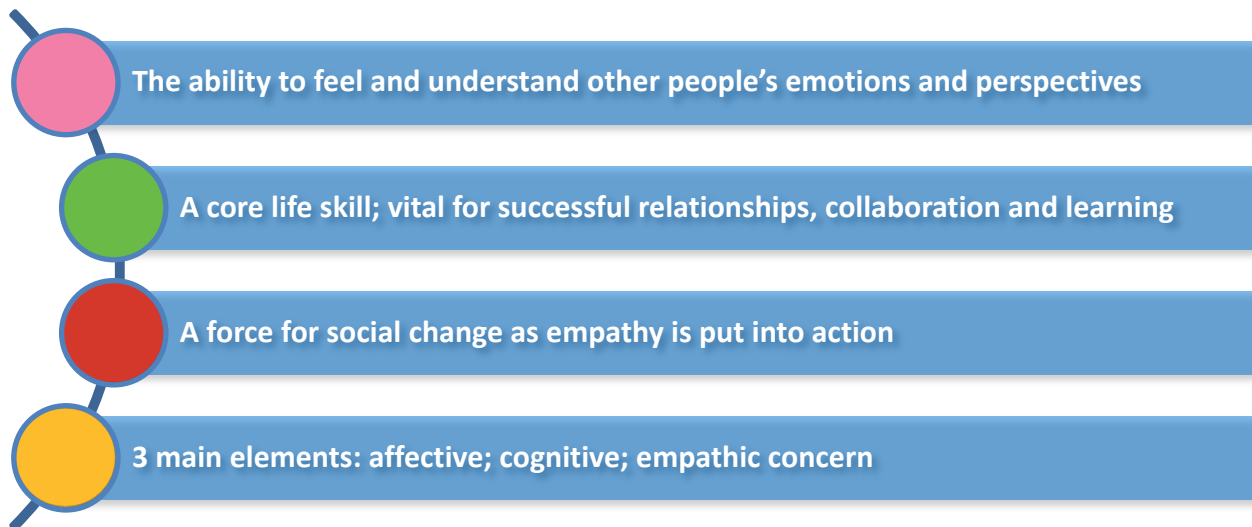 The ability to feel and understand other people’s emotions and perspectives
A core life skill; vital for successful relationships, collaboration and learning
A force for social change as empathy is put into action
3 main elements: affective; cognitive; empathic concern